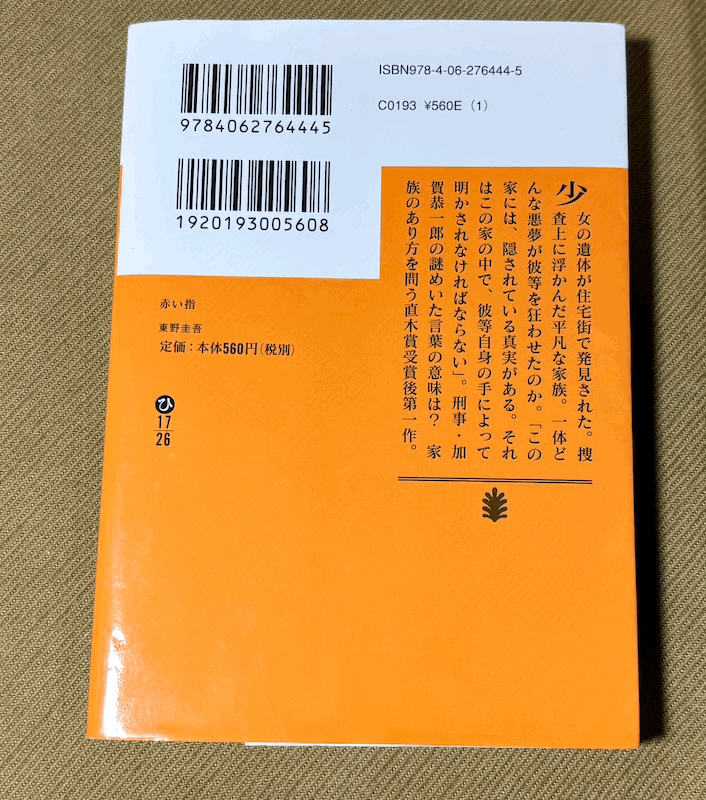 ISBN978-4-06-276444-5
C0193 ¥560E (1)
9784062764445
1920193005608
少女の遺体が住宅街で発見された。捜
査上に浮かんだ平凡な家族。一体ど
んな悪夢が彼等を狂わせたのか。「この
家には、隠されている真実がある。それ
はこの家の中で、彼等自身の手によって
明かされなければならない」。刑事・加
賀恭一郎の謎めいた言葉の意味は? 家
族のあり方を問う直木賞受賞後第一作。
赤い指
東野圭吾
定価:本体560円(税別)
ひ
17
26